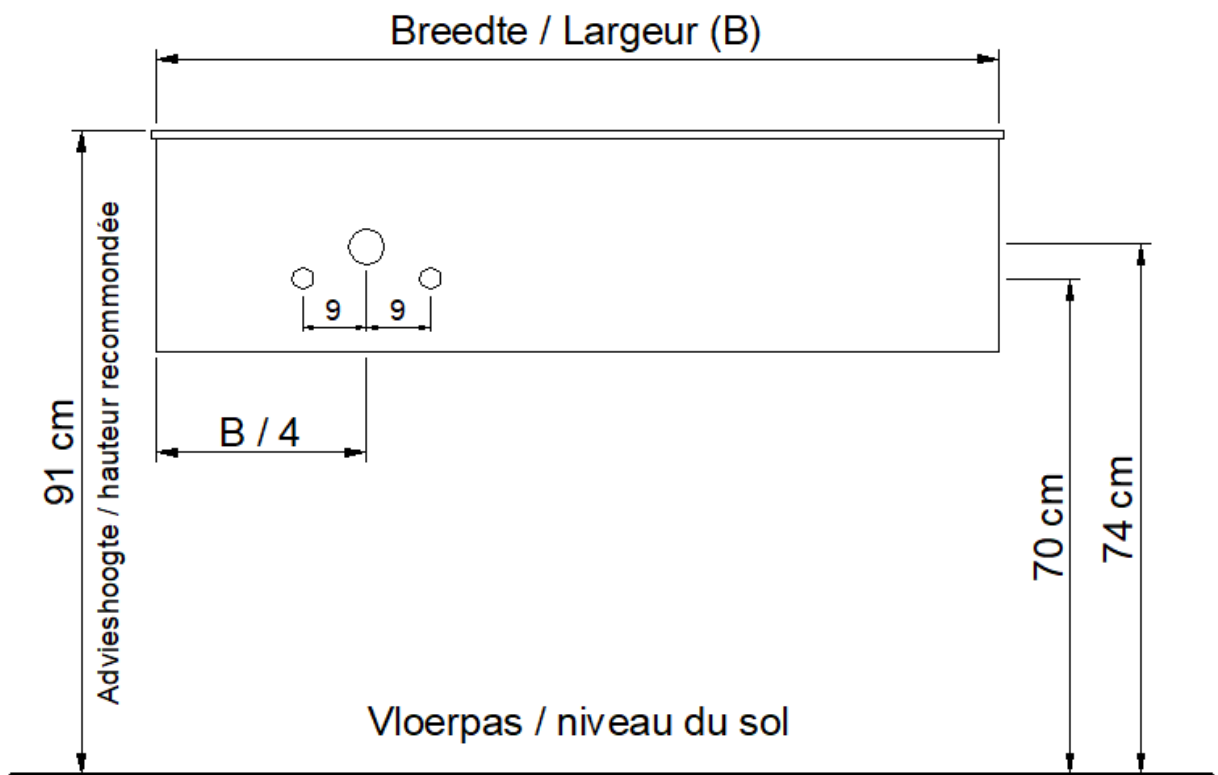 Breedte / Largeur (B)
91 cm
Advieshoogte / hauteur recommondée
9
9
B / 4
70 cm
74 cm
Vloerpas / niveau du sol